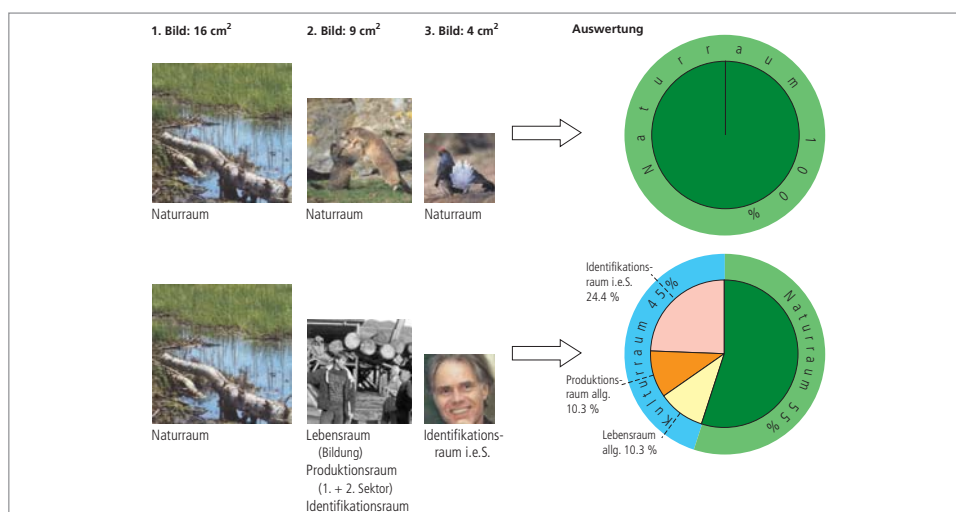 1. Bild: 16 cm²
2. Bild: 9 cm²
3. Bild: 4 cm²
Auswertung
Naturraum
Naturraum
Naturraum
Naturraum 100%
Naturraum
Lebensraum
(Bildung)
Produktionsraum
(1. + 2. Sektor)
Identifikationsraum
Identifikations-
raum i.e.S.
Identifikations-
raum i.e.S.
24.4 %
Produktions-
raum allg.
10.3 %
Lebensraum
allg. 10.3 %
Kulturraum 45%
Naturraum 55%